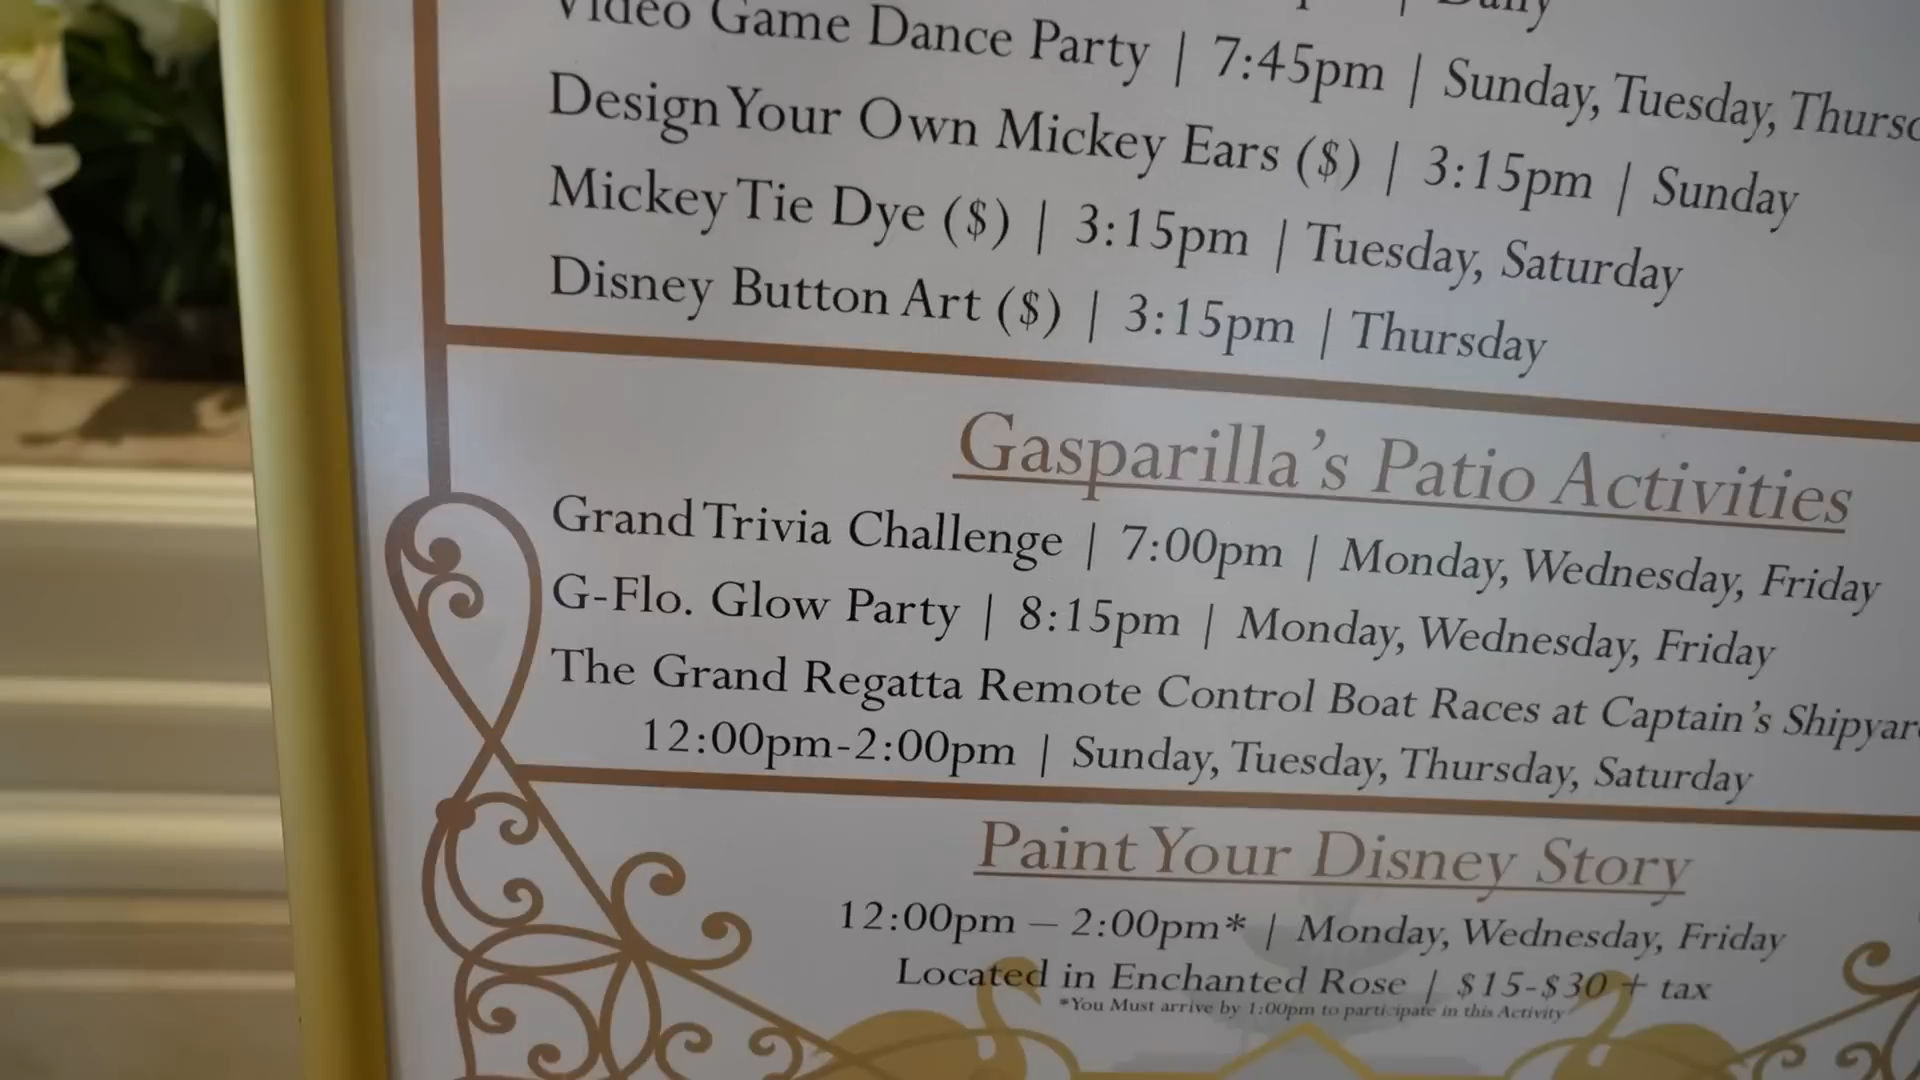 Video Game Dance Party | 7:45pm | Sunday, Tuesday,
Design Your Own Mickey Ears ($) | 3:15pm | Sunday
Mickey Tie Dye ($) | 3:15pm | Tuesday, Saturday
Disney Button Art ($) | 3:15pm | Thursday
Gasparilla's Patio Activities
Grand Trivia Challenge | 7:00pm | Monday, Wednesday, Friday
G-Flo. Glow Party | 8:15pm | Monday, Wednesday, Friday
The Grand Regatta Remote Control Boat Races at Captain's
12:00pm-2:00pm | Sunday, Tuesday, Thursday, Saturday
Paint Your Disney Story
12:00pm – 2:00pm* | Monday, Wednesday, Friday
Located in Enchanted Rose | $15-$30 + tax
*You Must arrive by 1:00pm to participate in this Activity